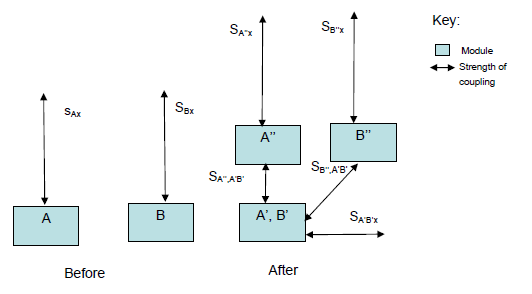 Key:
Module
Strength of
coupling
S_A''x
S_B''x
s_Ax
S_Bx
A''
B''
S_A'',A'B'
S_B'',A'B'
A
B
A', B'
S_A'B'x
Before
After